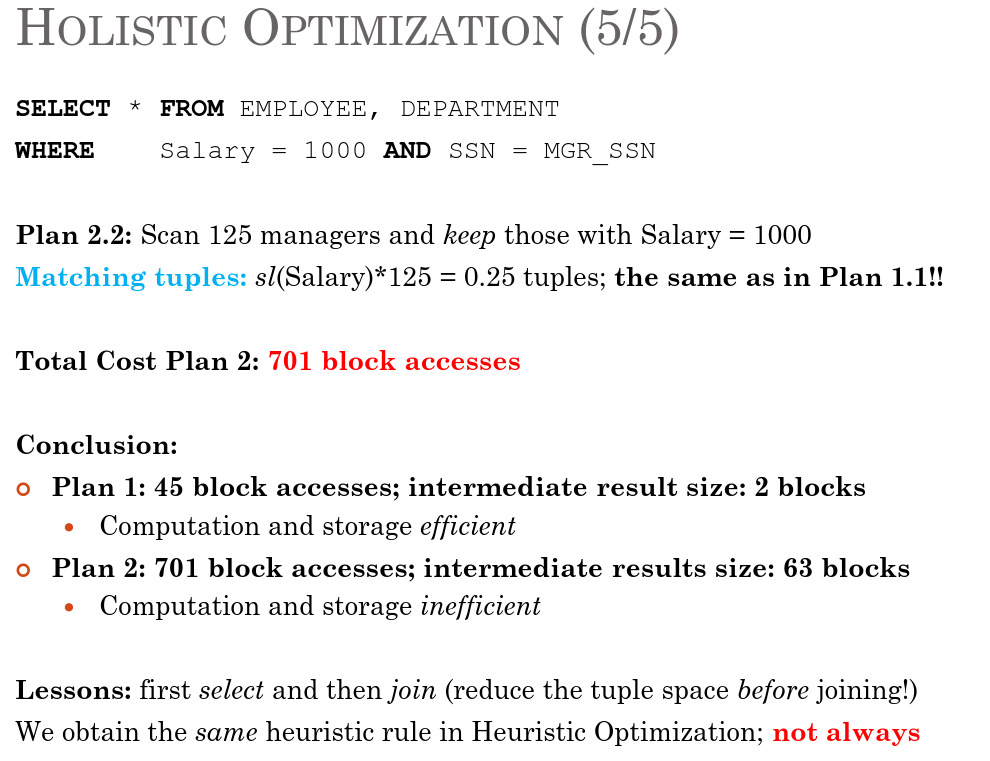 HOLISTIC OPTIMIZATION (5/5)
SELECT * FROM EMPLOYEE, DEPARTMENT
WHERE Salary = 1000 AND SSN = MGR_SSN
Plan 2.2: Scan 125 managers and keep those with Salary = 1000
Matching tuples: sl(Salary)*125 = 0.25 tuples; the same as in Plan 1.1!!
Total Cost Plan 2: 701 block accesses
Conclusion:
Plan 1: 45 block accesses; intermediate result size: 2 blocks
Computation and storage efficient
Plan 2: 701 block accesses; intermediate results size: 63 blocks
Computation and storage inefficient
Lessons: first select and then join (reduce the tuple space before joining!)
We obtain the same heuristic rule in Heuristic Optimization; not always